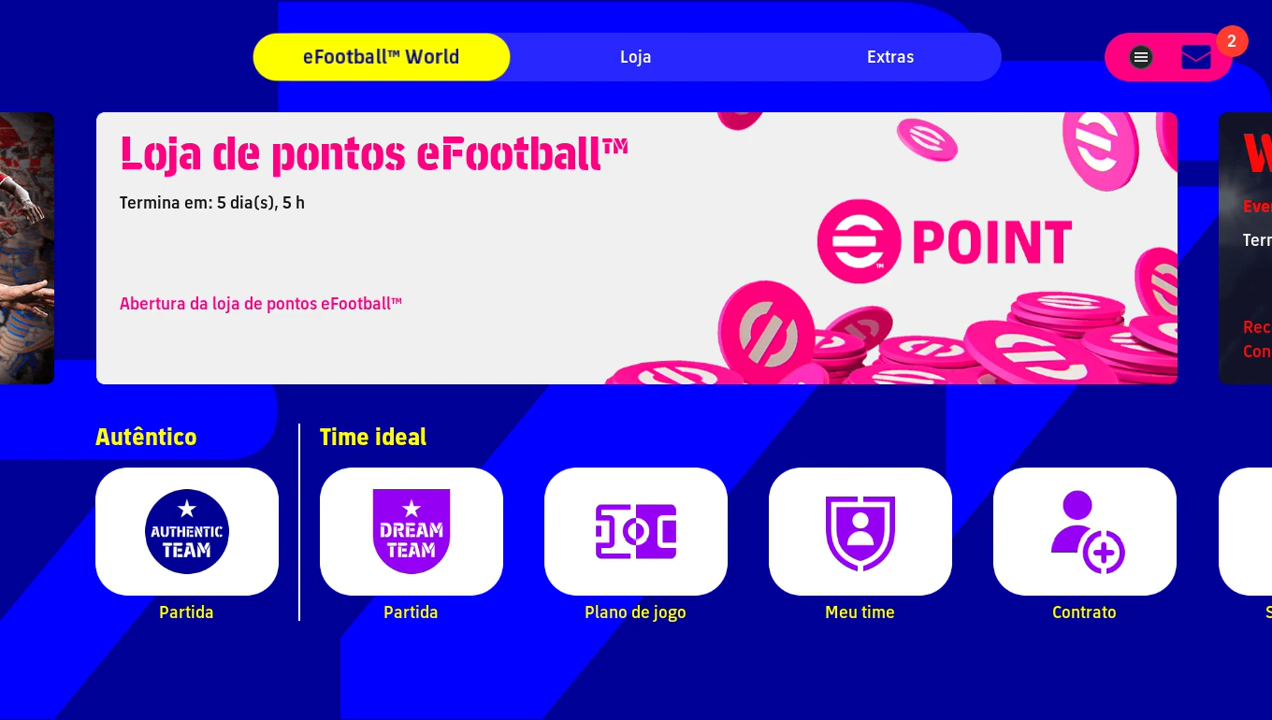 eFootball™ World
Loja
Extras
2
Loja de pontos eFootball™
Termina em: 5 dia(s), 5 h
POINT
Abertura da loja de pontos eFootball™
Autêntico
Time ideal
AUTHENTIC
TEAM
DREAM
TEAM
Partida
Partida
Plano de jogo
Meu time
Contrato